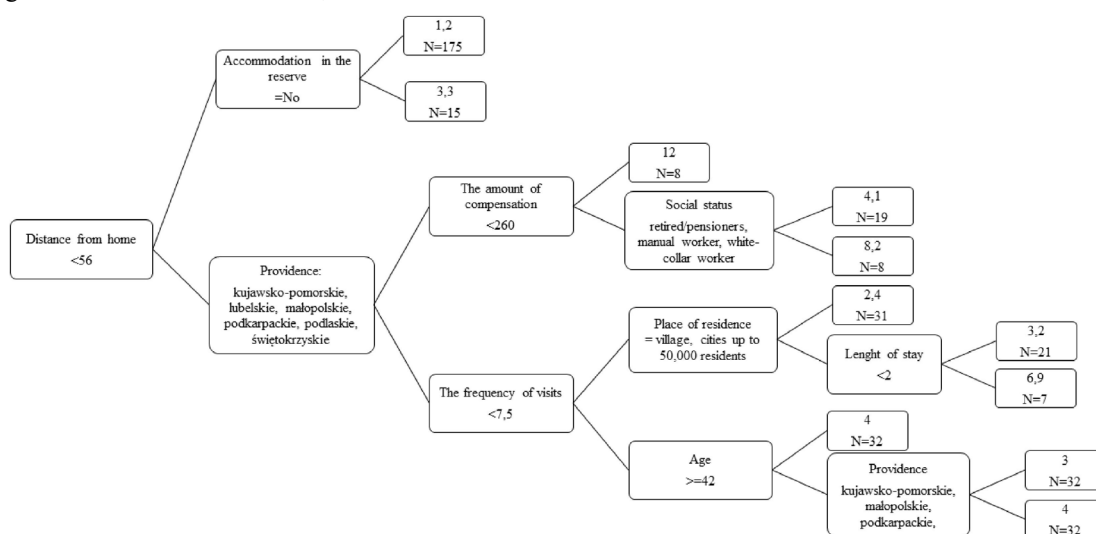 1,2
N=175
Accommodation in the
reserve
=No
3,3
N=15
12
N=8
The amount of
compensation
<260
Social status
retired/pensioners,
manual worker, white-
collar worker
4,1
N=19
8,2
N=8
Distance from home
<56
Providence:
kujawsko-pomorskie,
lubelskie, małopolskie,
podkarpackie, podlaskie,
świętokrzyskie
2,4
N=31
Place of residence
= village, cities up to
50,000 residents
3,2
N=21
Lenght of stay
<2
6,9
N=7
The frequency of visits
<7,5
4
N=32
Age
>=42
Providence
kujawsko-pomorskie,
małopolskie,
podkarpackie,
3
N=32
4
N=32